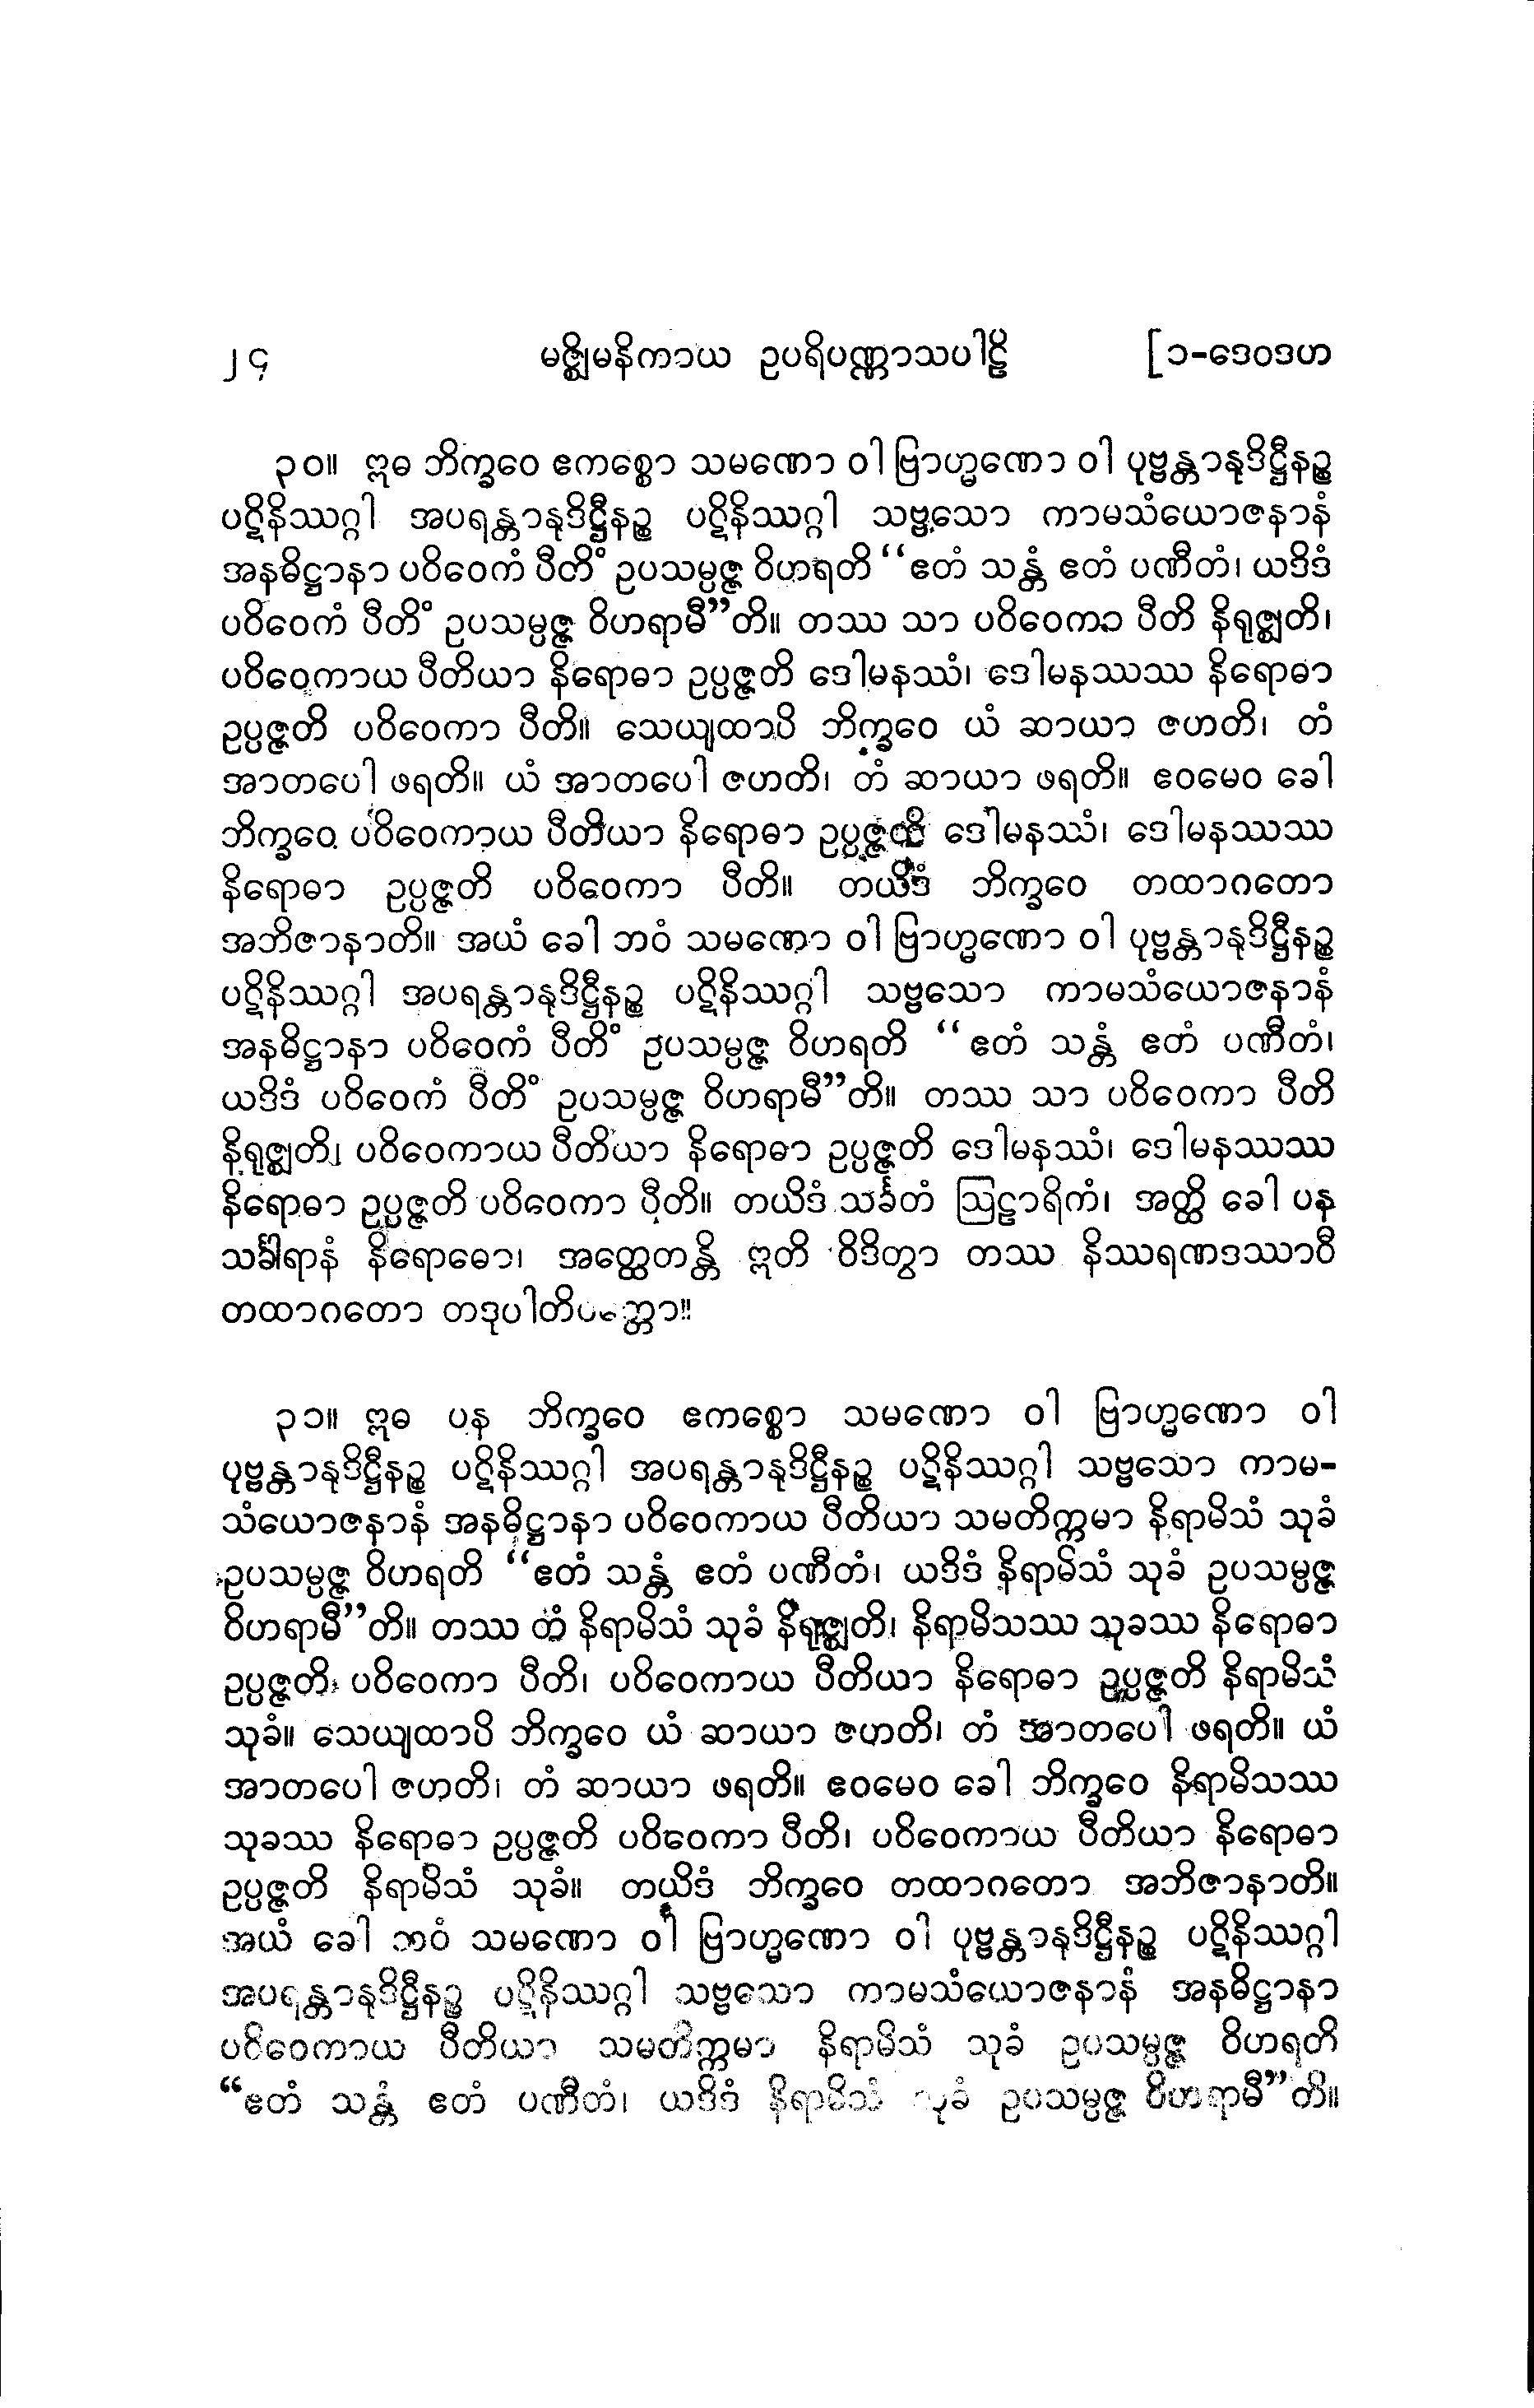 ၂၄ မဇ္ဈိမနိကာယ ဥပရိပဏ္ဏာသပါဠိ [၁-ဒေဝဒဟ
၃၀။ ဣဓ ဘိက္ခဝေ ဧကစ္စော သမဏော ဝါ ဗြာဟ္မဏော ဝါ ပုဗ္ဗန္တာနုဒိဋ္ဌီနဉ္စ
ပဋိနိဿဂ္ဂါ အပရန္တာနုဒိဋ္ဌီနဉ္စ ပဋိနိဿဂ္ဂါ သဗ္ဗသော ကာမသံယောဇနာနံ
အနဓိဋ္ဌာနာ ပဝိဝေကံ ပီတိံ ဥပသမ္ပဇ္ဇ ဝိဟရတိ “ဧတံ သန္တံ ဧတံ ပဏီတံ၊ ယဒိဒံ
ပဝိဝေကံ ပီတိံ ဥပသမ္ပဇ္ဇ ဝိဟရာမီ”တိ။ တဿ သာ ပဝိဝေကာ ပီတိ နိရုဇ္ဈတိ၊
ပဝိဝေကာယ ပီတိယာ နိရောဓာ ဥပ္ပဇ္ဇတိ ဒေါမနဿံ၊ ဒေါမနဿဿ နိရောဓာ
ဥပ္ပဇ္ဇတိ ပဝိဝေကာ ပီတိ။ သေယျထာပိ ဘိက္ခဝေ ယံ ဆာယာ ဇဟတိ၊ တံ
အာတပေါ ဖရတိ။ ယံ အာတပေါ ဇဟတိ၊ တံ ဆာယာ ဖရတိ။ ဧဝမေဝ ခေါ
ဘိက္ခဝေ ပဝိဝေကာယ ပီတိယာ နိရောဓာ ဥပ္ပဇ္ဇတိ ဒေါမနဿံ၊ ဒေါမနဿဿ
နိရောဓာ ဥပ္ပဇ္ဇတိ ပဝိဝေကာ ပီတိ။ တယိဒံ ဘိက္ခဝေ တထာဂတော
အဘိဇာနာတိ။ အယံ ခေါ ဘဝံ သမဏော ဝါ ဗြာဟ္မဏော ဝါ ပုဗ္ဗန္တာနုဒိဋ္ဌီနဉ္စ
ပဋိနိဿဂ္ဂါ အပရန္တာနုဒိဋ္ဌီနဉ္စ ပဋိနိဿဂ္ဂါ သဗ္ဗသော ကာမသံယောဇနာနံ
အနဓိဋ္ဌာနာ ပဝိဝေကံ ပီတိံ ဥပသမ္ပဇ္ဇ ဝိဟရတိ “ဧတံ သန္တံ ဧတံ ပဏီတံ၊
ယဒိဒံ ပဝိဝေကံ ပီတိံ ဥပသမ္ပဇ္ဇ ဝိဟရာမီ”တိ။ တဿ သာ ပဝိဝေကာ ပီတိ
နိရုဇ္ဈတိ၊ ပဝိဝေကာယ ပီတိယာ နိရောဓာ ဥပ္ပဇ္ဇတိ ဒေါမနဿံ၊ ဒေါမနဿဿ
နိရောဓာ ဥပ္ပဇ္ဇတိ ပဝိဝေကာ ပီတိ။ တယိဒံ သင်္ခတံ ဩဠာရိကံ၊ အတ္ထိ ခေါ ပန
သင်္ခါရာနံ နိရောဓော၊ အတ္ထေတန္တိ ဣတိ ဝိဒိတွာ တဿ နိဿရဏဒဿာဝီ
တထာဂတော တဒုပါတိဝတ္တော။
၃၁။ ဣဓ ပန ဘိက္ခဝေ ဧကစ္စော သမဏော ဝါ ဗြာဟ္မဏော ဝါ
ပုဗ္ဗန္တာနုဒိဋ္ဌီနဉ္စ ပဋိနိဿဂ္ဂါ အပရန္တာနုဒိဋ္ဌီနဉ္စ ပဋိနိဿဂ္ဂါ သဗ္ဗသော ကာမ-
သံယောဇနာနံ အနဓိဋ္ဌာနာ ပဝိဝေကာယ ပီတိယာ သမတိက္ကမာ နိရာမိသံ သုခံ
ဥပသမ္ပဇ္ဇ ဝိဟရတိ “ဧတံ သန္တံ ဧတံ ပဏီတံ၊ ယဒိဒံ နိရာမိသံ သုခံ ဥပသမ္ပဇ္ဇ
ဝိဟရာမီ”တိ။ တဿ တံ နိရာမိသံ သုခံ နိရုဇ္ဈတိ၊ နိရာမိသဿ သုခဿ နိရောဓာ
ဥပ္ပဇ္ဇတိ ပဝိဝေကာ ပီတိ၊ ပဝိဝေကာယ ပီတိယာ နိရောဓာ ဥပ္ပဇ္ဇတိ နိရာမိသံ
သုခံ။ သေယျထာပိ ဘိက္ခဝေ ယံ ဆာယာ ဇဟတိ၊ တံ အာတပေါ ဖရတိ။ ယံ
အာတပေါ ဇဟတိ၊ တံ ဆာယာ ဖရတိ။ ဧဝမေဝ ခေါ ဘိက္ခဝေ နိရာမိသဿ
သုခဿ နိရောဓာ ဥပ္ပဇ္ဇတိ ပဝိဝေကာ ပီတိ၊ ပဝိဝေကာယ ပီတိယာ နိရောဓာ
ဥပ္ပဇ္ဇတိ နိရာမိသံ သုခံ။ တယိဒံ ဘိက္ခဝေ တထာဂတော အဘိဇာနာတိ။
အယံ ခေါ ဘဝံ သမဏော ဝါ ဗြာဟ္မဏော ဝါ ပုဗ္ဗန္တာနုဒိဋ္ဌီနဉ္စ ပဋိနိဿဂ္ဂါ
အပရန္တာနုဒိဋ္ဌီနဉ္စ ပဋိနိဿဂ္ဂါ သဗ္ဗသော ကာမသံယောဇနာနံ အနဓိဋ္ဌာနာ
ပဝိဝေကာယ ပီတိယာ သမတိက္ကမာ နိရာမိသံ သုခံ ဥပသမ္ပဇ္ဇ ဝိဟရတိ
“ဧတံ သန္တံ ဧတံ ပဏီတံ၊ ယဒိဒံ နိရာမိသံ သုခံ ဥပသမ္ပဇ္ဇ ဝိဟရာမီ”တိ။